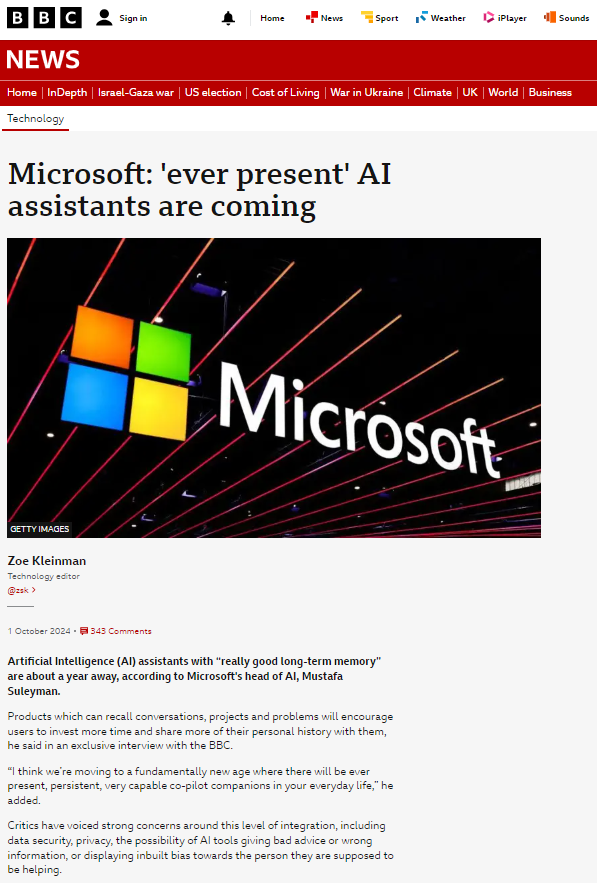 BBC Sign in Home News Sport Weather iPlayer Sounds
NEWS
Home InDepth Israel-Gaza war US election Cost of Living War in Ukraine Climate UK World Business
Technology
Microsoft: 'ever present' AI
assistants are coming
Microsoft
GETTY IMAGES
Zoe Kleinman
Technology editor
@zsk >
1 October 2024 • 343 Comments
Artificial Intelligence (AI) assistants with “really good long-term memory”
are about a year away, according to Microsoft's head of AI, Mustafa
Suleyman.
Products which can recall conversations, projects and problems will encourage
users to invest more time and share more of their personal history with them,
he said in an exclusive interview with the BBC.
“I think we’re moving to a fundamentally new age where there will be ever
present, persistent, very capable co-pilot companions in your everyday life,” he
added.
Critics have voiced strong concerns around this level of integration, including
data security, privacy, the possibility of AI tools giving bad advice or wrong
information, or displaying inbuilt bias towards the person they are supposed to
be helping.